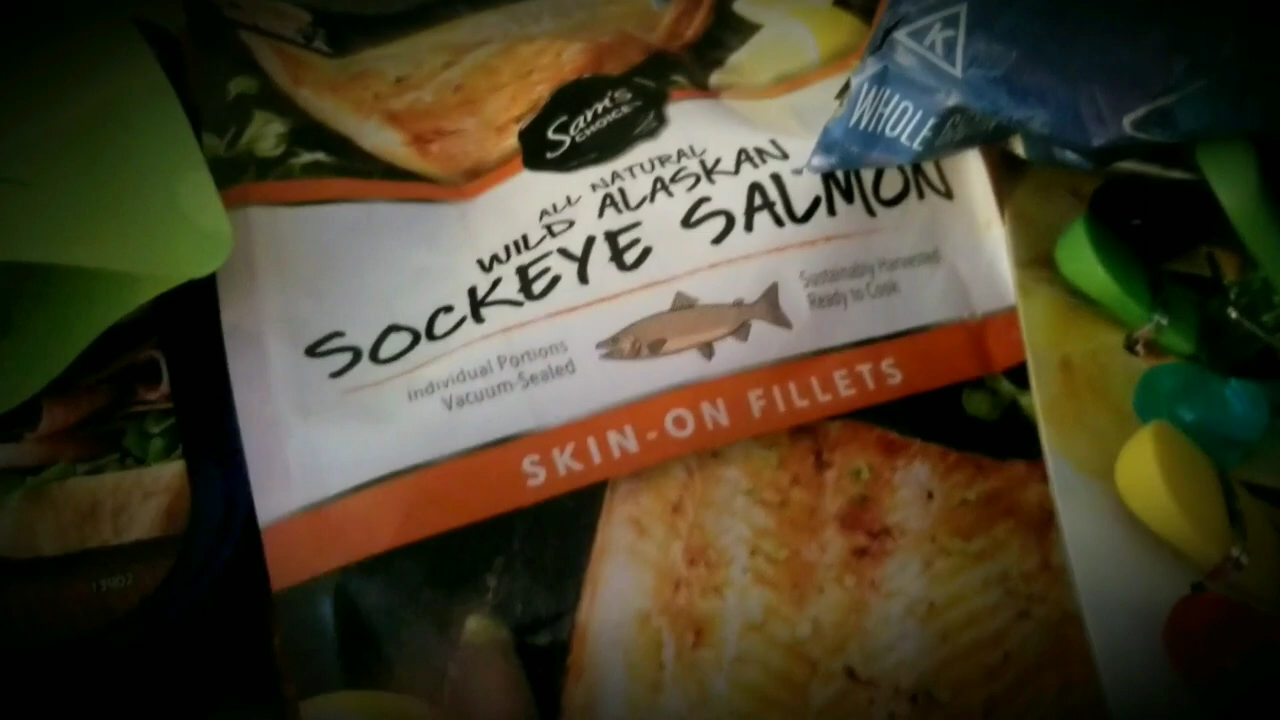 K
WHOLE
Sam's
CHOICE
ALL NATURAL
WILD ALASKAN
SOCKEYE SALMON
Individual Portions
Vacuum-Sealed
Sustainably Harvested
Ready to Cook
SKIN-ON FILLETS